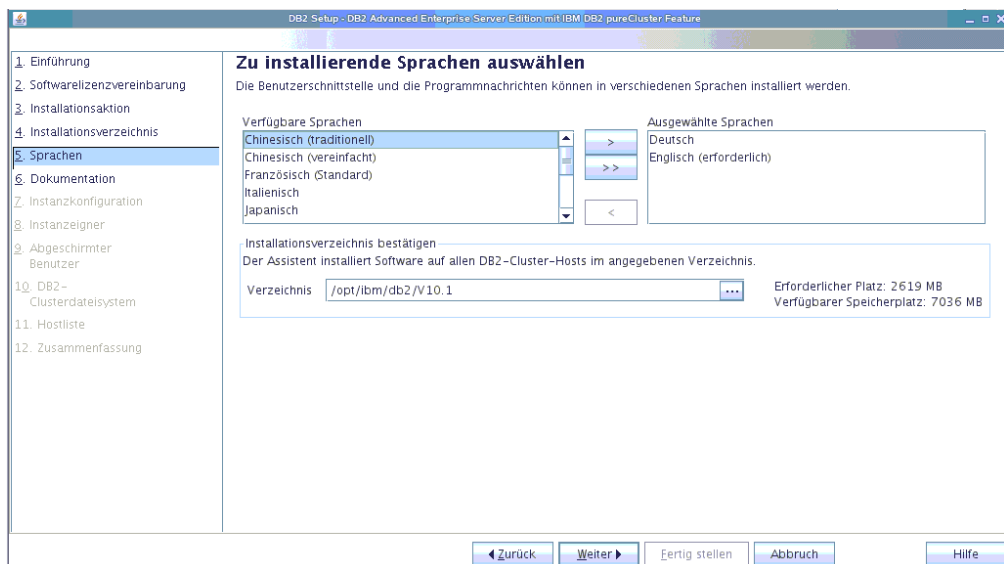 DB2 Setup - DB2 Advanced Enterprise Server Edition mit IBM DB2 pureCluster Feature
1. Einführung
2. Softwarelizenzvereinbarung
3. Installationsaktion
4. Installationsverzeichnis
5. Sprachen
6. Dokumentation
7. Instanzkonfiguration
8. Instanzeigner
9. Abgeschirmter
Benutzer
10. DB2-
Clusterdateisystem
11. Hostliste
12. Zusammenfassung
Zu installierende Sprachen auswählen
Die Benutzerschnittstelle und die Programmnachrichten können in verschiedenen Sprachen installiert werden.
Verfügbare Sprachen
Chinesisch (traditionell)
Chinesisch (vereinfacht)
Französisch (Standard)
Italienisch
Japanisch
>
>>
<
Ausgewählte Sprachen
Deutsch
Englisch (erforderlich)
Installationsverzeichnis bestätigen
Der Assistent installiert Software auf allen DB2-Cluster-Hosts im angegebenen Verzeichnis.
Verzeichnis /opt/ibm/db2/V10.1 ...
Erforderlicher Platz: 2619 MB
Verfügbarer Speicherplatz: 7036 MB
Zurück Weiter Fertig stellen Abbruch Hilfe